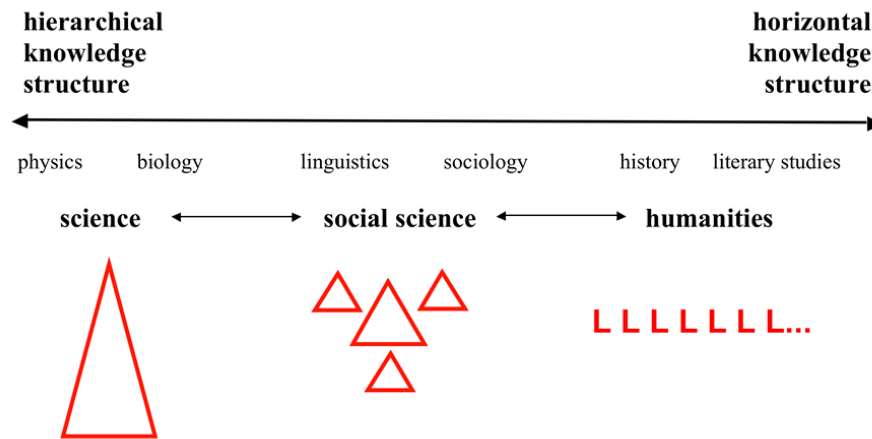 hierarchical
knowledge
structure
horizontal
knowledge
structure
physics biology linguistics sociology history literary studies
science social science humanities
L L L L L L L...